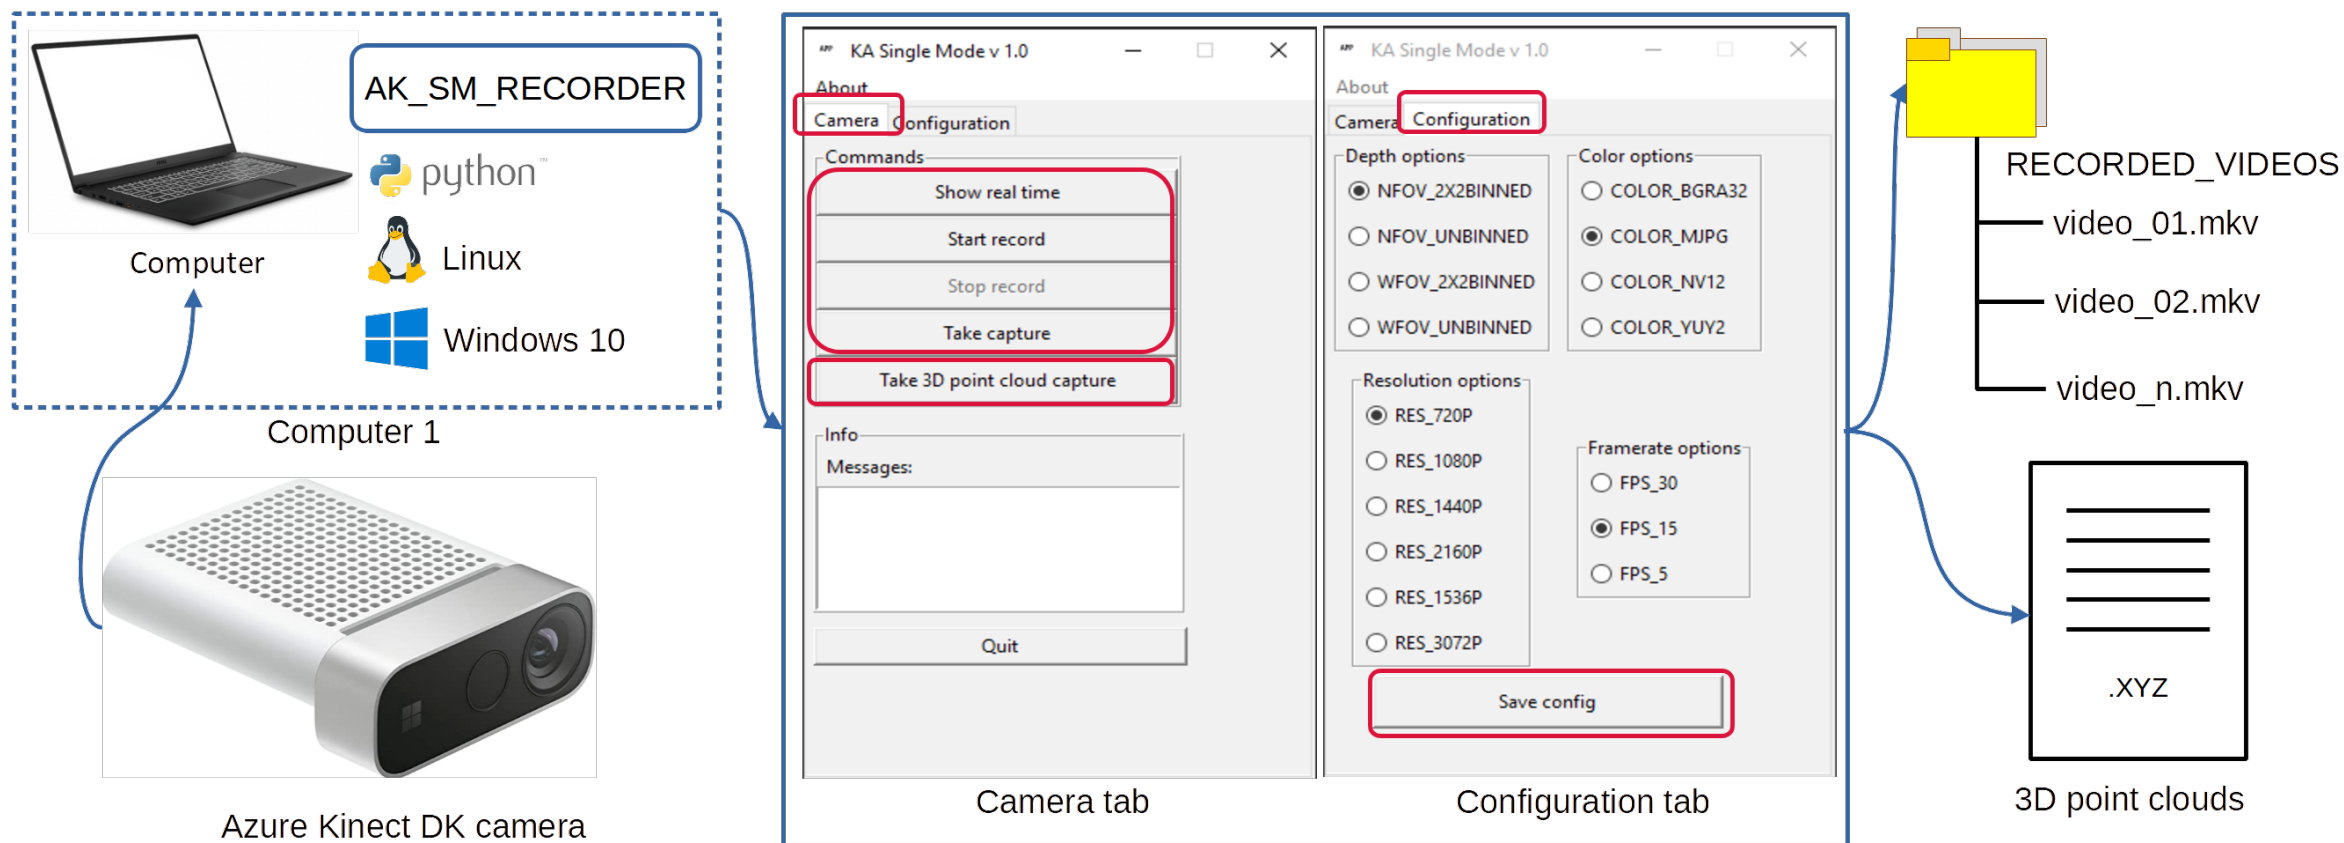 AK_SM_RECORDER
python™
Linux
Windows 10
Computer
Computer 1
Azure Kinect DK camera
KA Single Mode v 1.0
About
Camera
Configuration
Commands
Show real time
Start record
Stop record
Take capture
Take 3D point cloud capture
Info
Messages:
Quit
Camera tab
KA Single Mode v 1.0
About
Camera
Configuration
Depth options
NFOV_2X2BINNED
NFOV_UNBINNED
WFOV_2X2BINNED
WFOV_UNBINNED
Color options
COLOR_BGRA32
COLOR_MJPG
COLOR_NV12
COLOR_YUY2
Resolution options
RES_720P
RES_1080P
RES_1440P
RES_2160P
RES_1536P
RES_3072P
Framerate options
FPS_30
FPS_15
FPS_5
Save config
Configuration tab
RECORDED_VIDEOS
video_01.mkv
video_02.mkv
video_n.mkv
.XYZ
3D point clouds